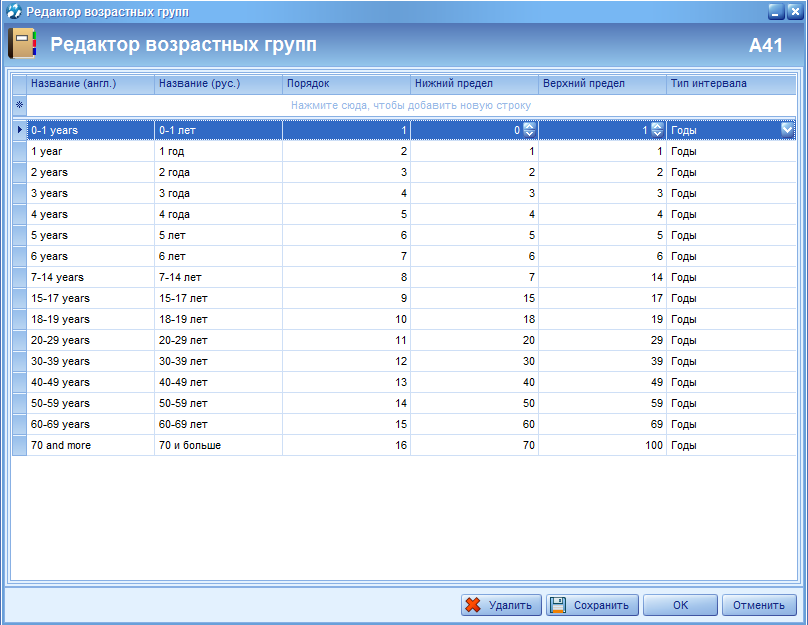 Редактор возрастных групп
Редактор возрастных групп A41
Название (англ.) Название (рус.) Порядок Нижний предел Верхний предел Тип интервала
Нажмите сюда, чтобы добавить новую строку
0-1 years 0-1 лет 1 0 1 Годы
1 year 1 год 2 1 1 Годы
2 years 2 года 3 2 2 Годы
3 years 3 года 4 3 3 Годы
4 years 4 года 5 4 4 Годы
5 years 5 лет 6 5 5 Годы
6 years 6 лет 7 6 6 Годы
7-14 years 7-14 лет 8 7 14 Годы
15-17 years 15-17 лет 9 15 17 Годы
18-19 years 18-19 лет 10 18 19 Годы
20-29 years 20-29 лет 11 20 29 Годы
30-39 years 30-39 лет 12 30 39 Годы
40-49 years 40-49 лет 13 40 49 Годы
50-59 years 50-59 лет 14 50 59 Годы
60-69 years 60-69 лет 15 60 69 Годы
70 and more 70 и больше 16 70 100 Годы
Удалить Сохранить OK Отменить